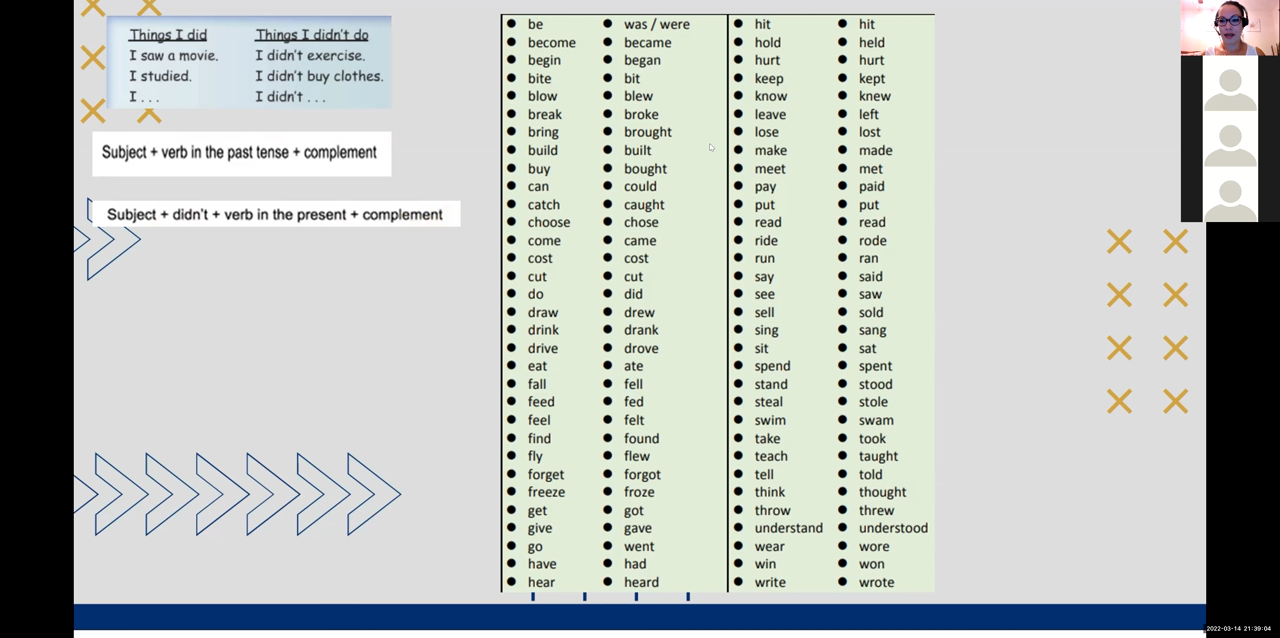 Things I did Things I didn't do
I saw a movie. I didn't exercise.
I studied. I didn't buy clothes.
I . . . I didn't . . .
Subject + verb in the past tense + complement
Subject + didn't + verb in the present + complement
be was / were hit hit
become became hold held
begin began hurt hurt
bite bit keep kept
blow blew know knew
break broke leave left
bring brought lose lost
build built make made
buy bought meet met
can could pay paid
catch caught put put
choose chose read read
come came ride rode
cost cost run ran
cut cut say said
do did see saw
draw drew sell sold
drink drank sing sang
drive drove sit sat
eat ate spend spent
fall fell stand stood
feed fed steal stole
feel felt swim swam
find found take took
fly flew teach taught
forget forgot tell told
freeze froze think thought
get got throw threw
give gave understand understood
go went wear wore
have had win won
hear heard write wrote
2022-03-14 21:39:04